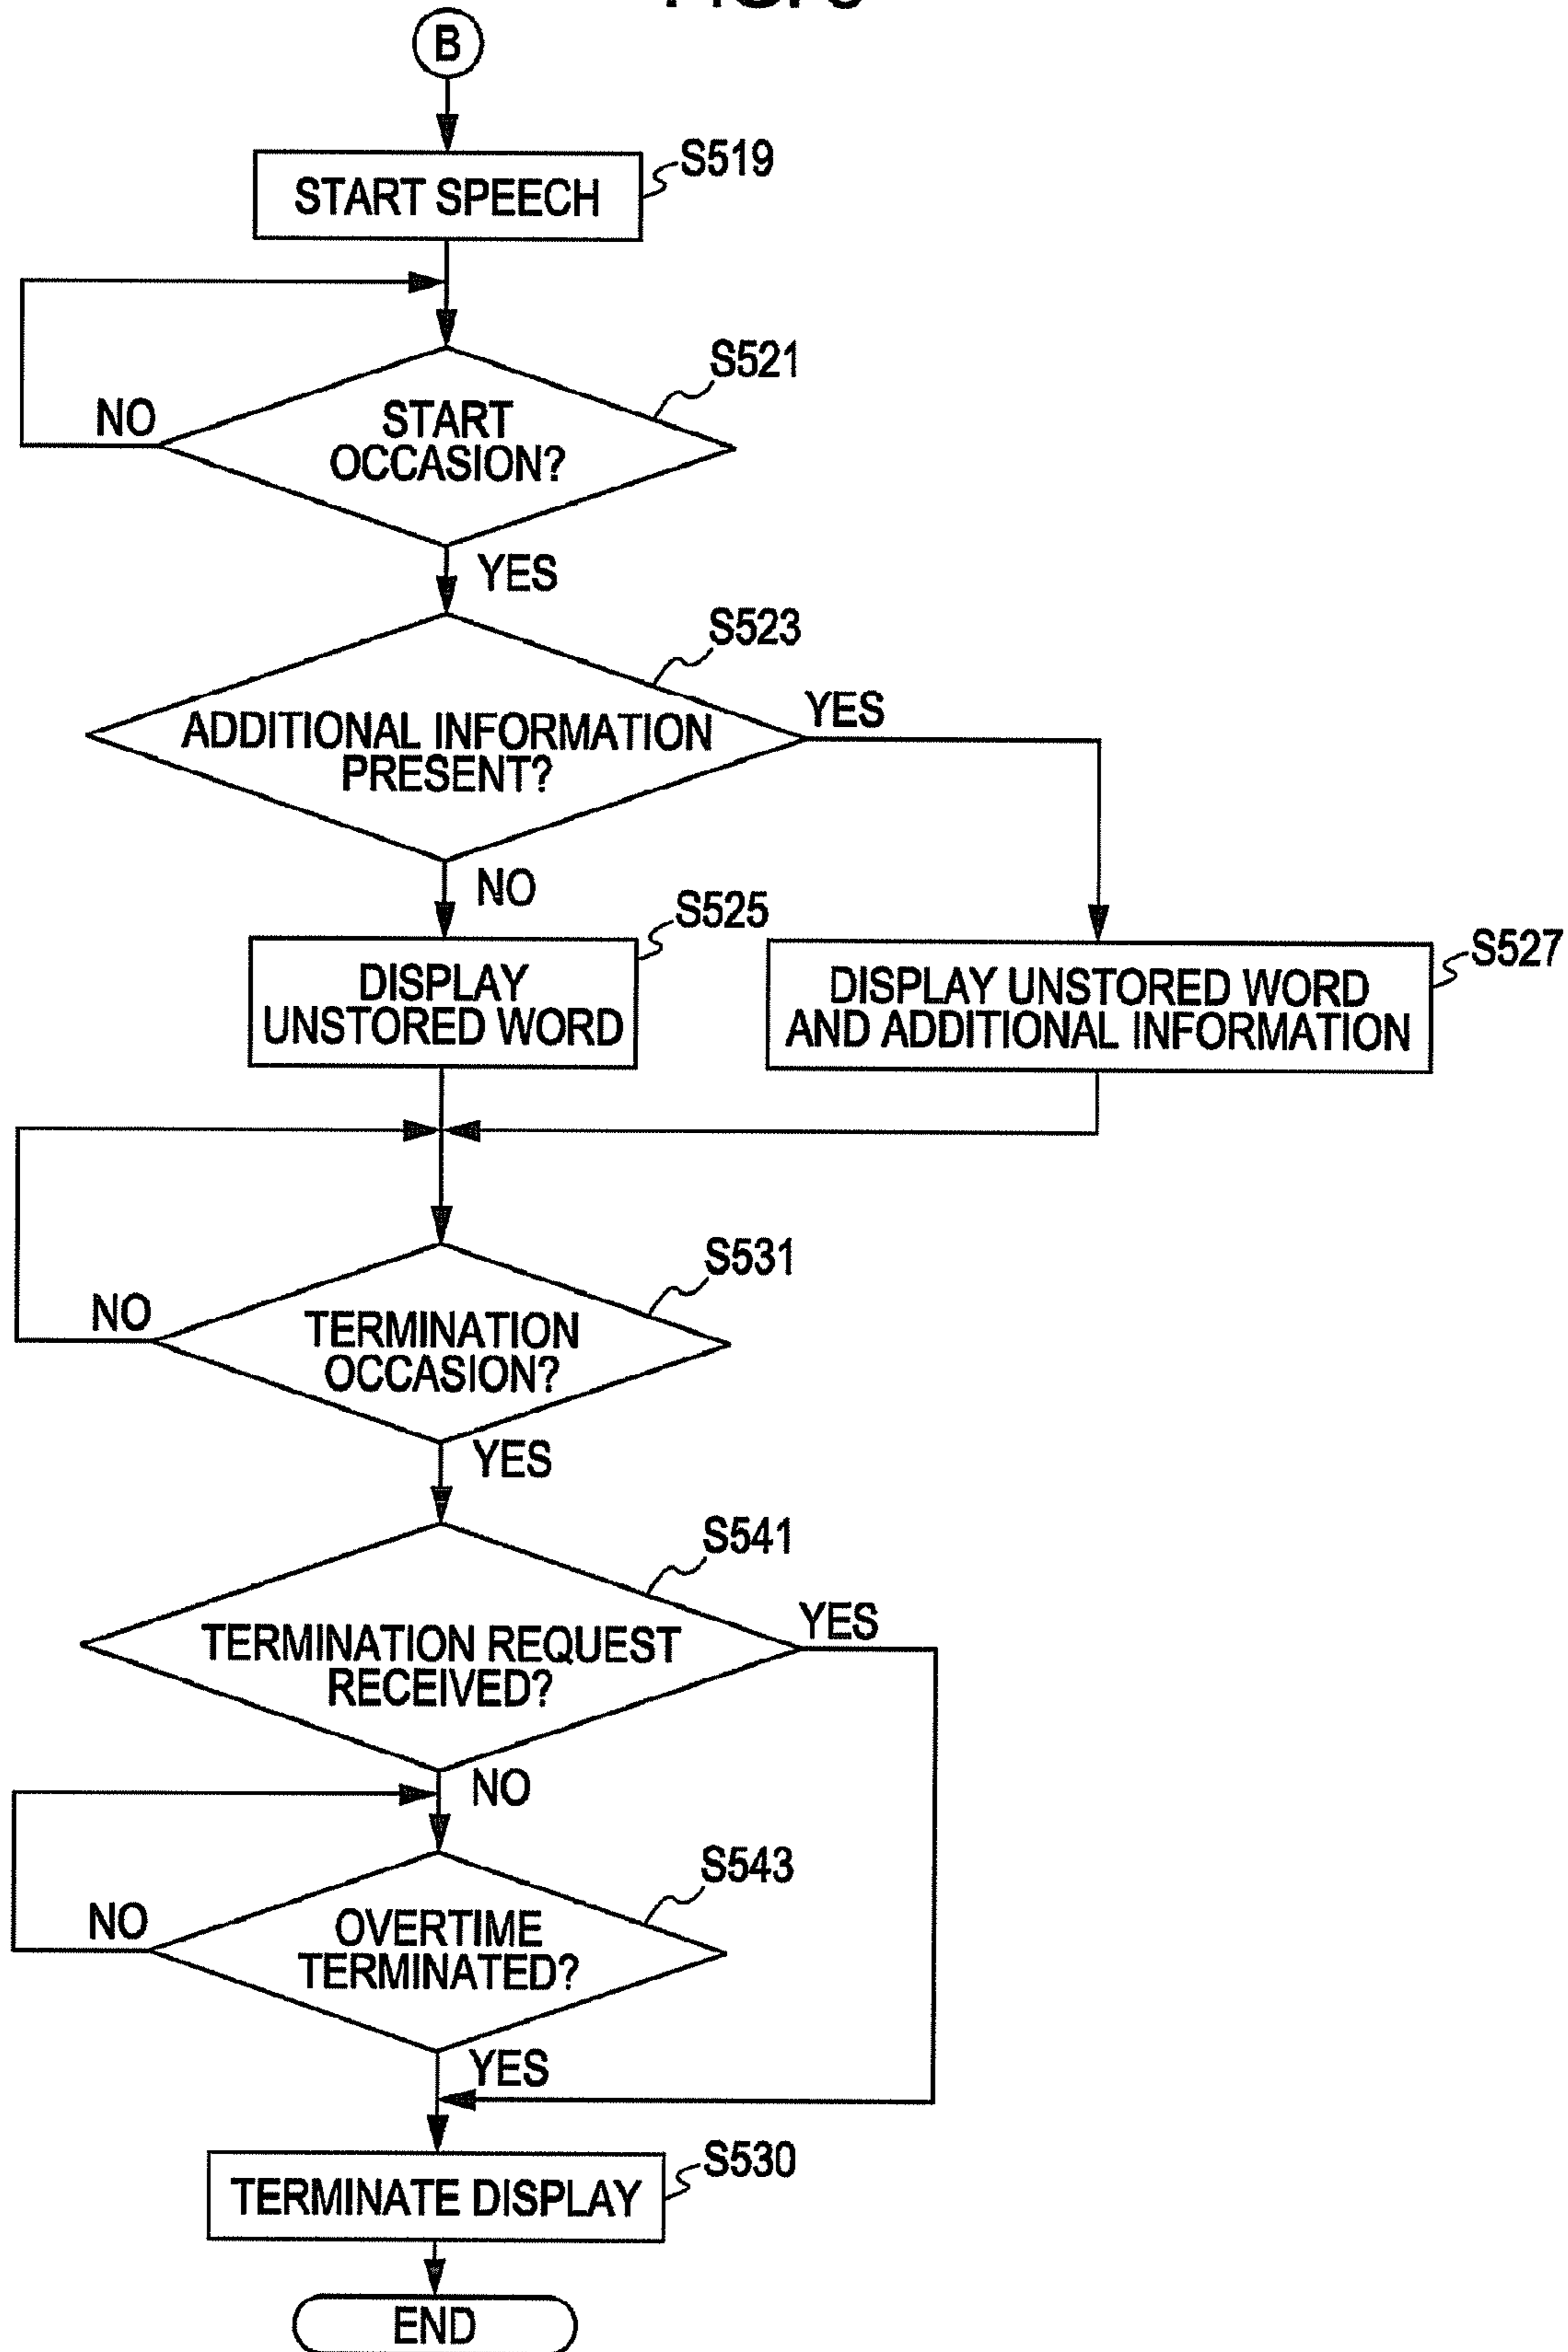 B
START SPEECH
S519
START
OCCASION?
S521
NO
YES
ADDITIONAL INFORMATION
PRESENT?
S523
YES
NO
DISPLAY
UNSTORED WORD
S525
DISPLAY UNSTORED WORD
AND ADDITIONAL INFORMATION
S527
TERMINATION
OCCASION?
S531
NO
YES
TERMINATION REQUEST
RECEIVED?
S541
YES
NO
OVERTIME
TERMINATED?
S543
NO
YES
TERMINATE DISPLAY
S530
END